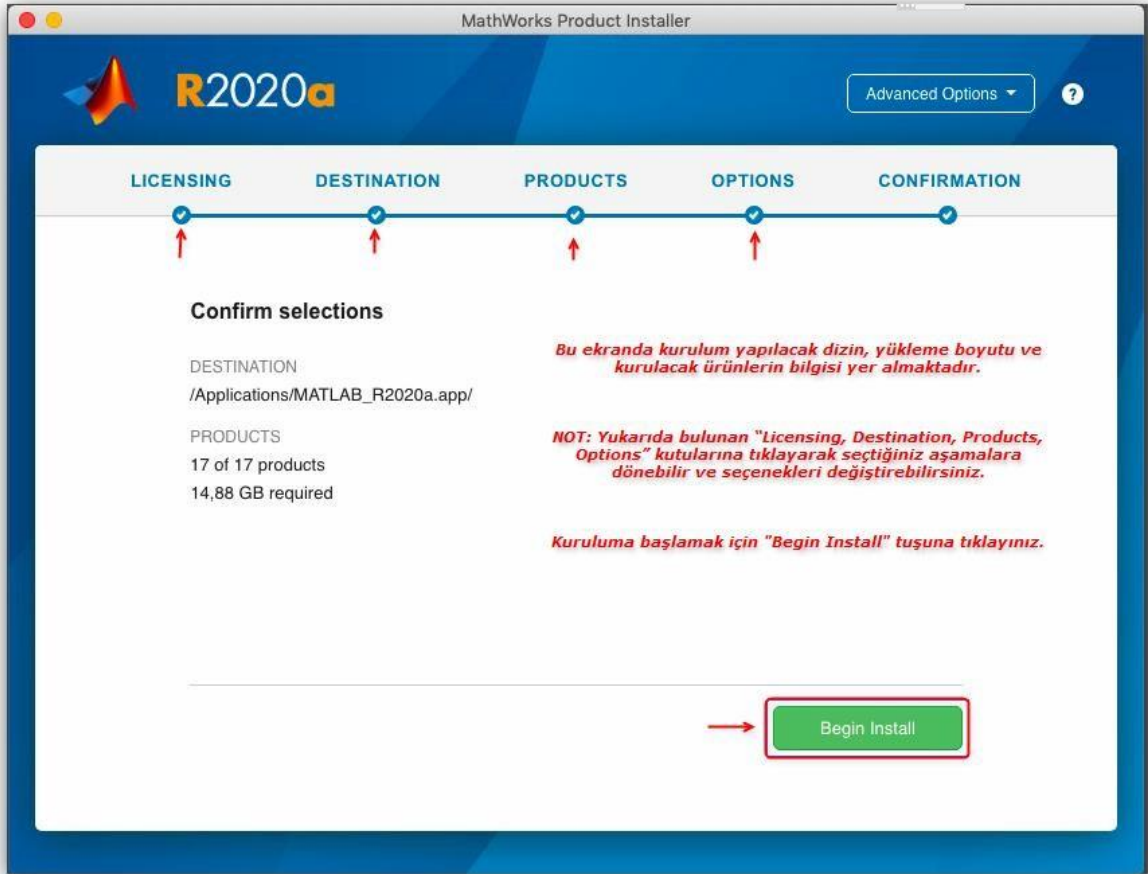 MathWorks Product Installer
R2020a
Advanced Options
?
LICENSING DESTINATION PRODUCTS OPTIONS CONFIRMATION
Confirm selections
DESTINATION
/Applications/MATLAB_R2020a.app/
PRODUCTS
17 of 17 products
14,88 GB required
Bu ekranda kurulum yapılacak dizin, yükleme boyutu ve
kurulacak ürünlerin bilgisi yer almaktadır.
NOT: Yukarıda bulunan "Licensing, Destination, Products,
Options" kutularına tıklayarak seçtiğiniz aşamalara
dönebilir ve seçenekleri değiştirebilirsiniz.
Kuruluma başlamak için "Begin Install" tuşuna tıklayınız.
Begin Install